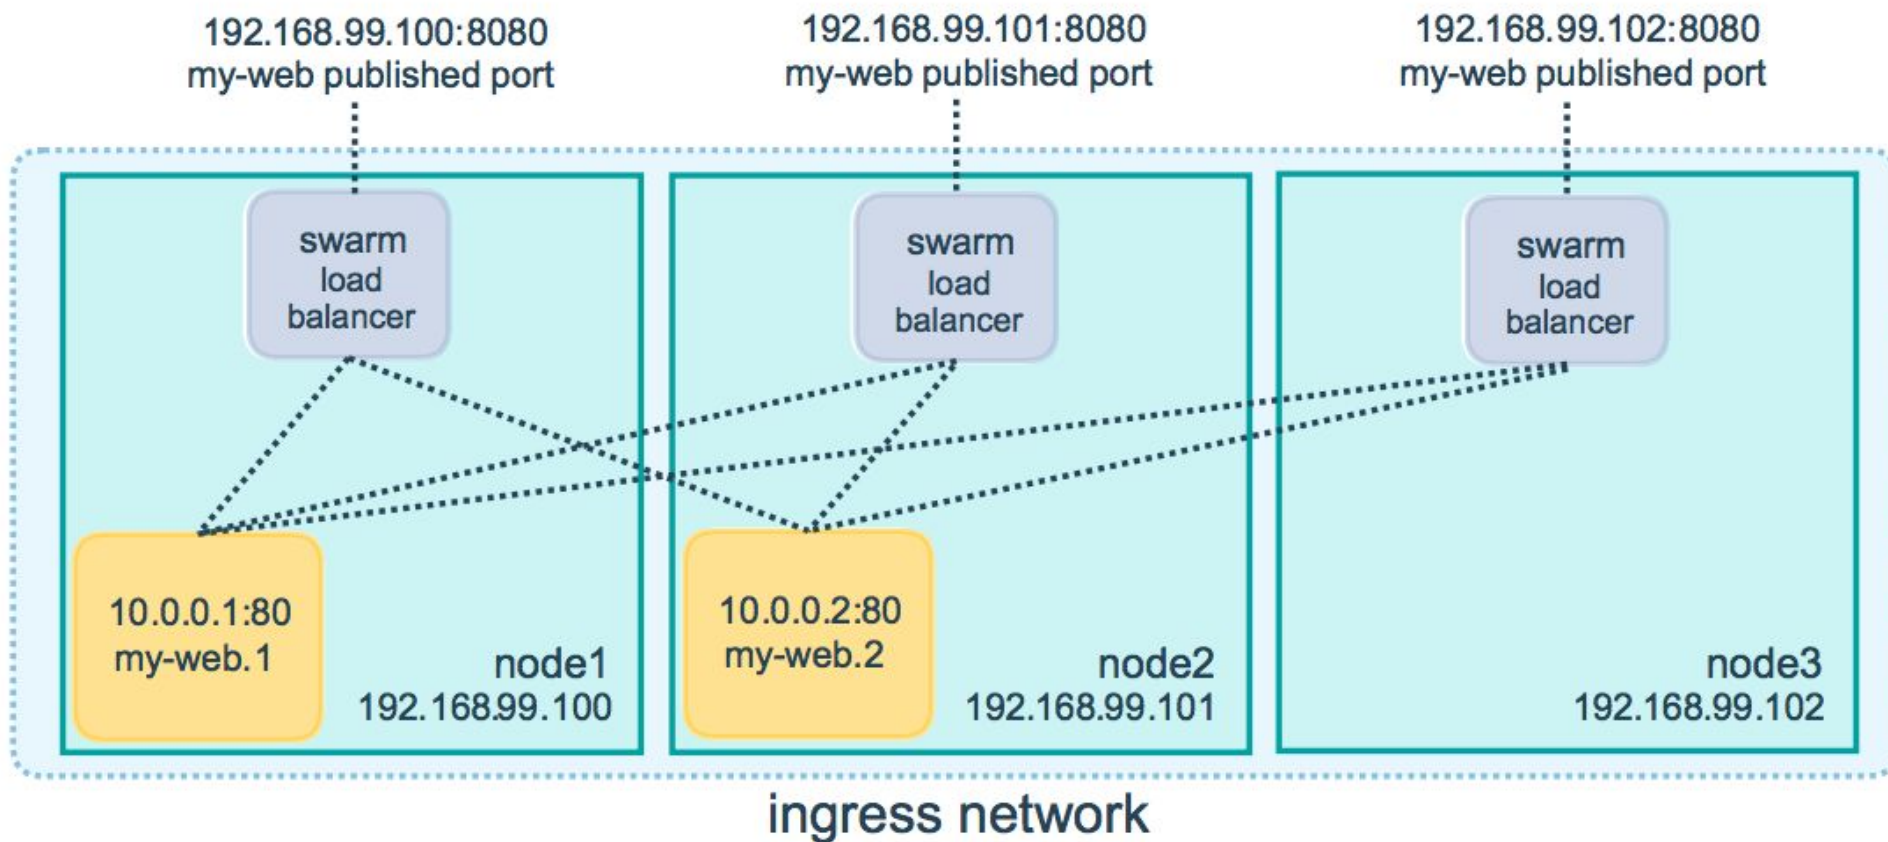 192.168.99.100:8080
my-web published port
192.168.99.101:8080
my-web published port
192.168.99.102:8080
my-web published port
swarm
load
balancer
swarm
load
balancer
swarm
load
balancer
10.0.0.1:80
my-web.1
node1
192.168.99.100
10.0.0.2:80
my-web.2
node2
192.168.99.101
node3
192.168.99.102
ingress network